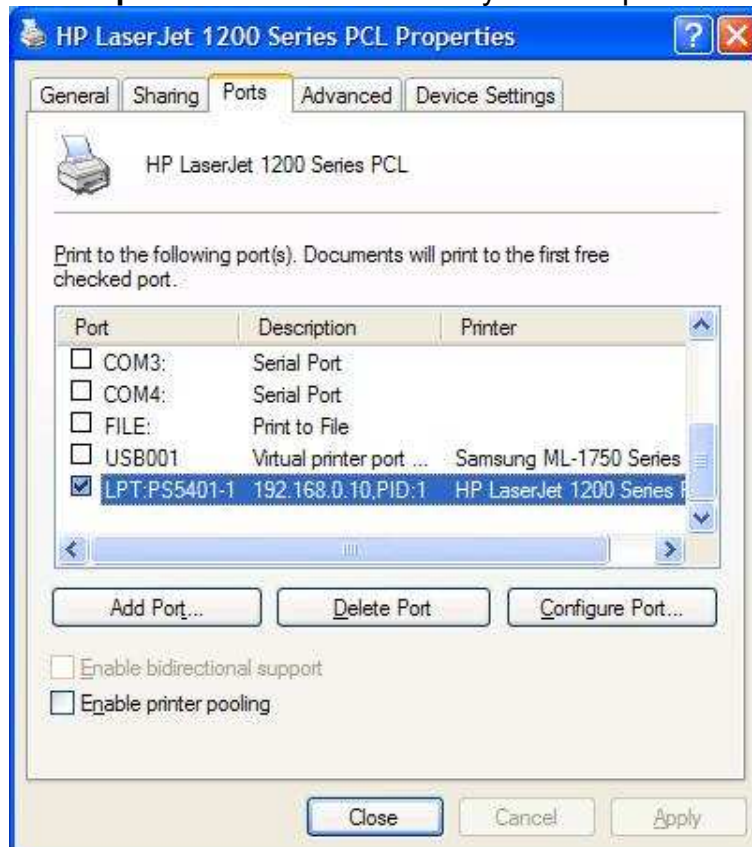 HP LaserJet 1200 Series PCL Properties
General Sharing Ports Advanced Device Settings
HP LaserJet 1200 Series PCL
Print to the following port(s). Documents will print to the first free
checked port.
Port Description Printer
COM3: Serial Port
COM4: Serial Port
FILE: Print to File
USB001 Virtual printer port ... Samsung ML-1750 Series
LPT:PS5401-1 192.168.0.10,PID:1 HP LaserJet 1200 Series
Add Port... Delete Port Configure Port...
Enable bidirectional support
Enable printer pooling
Close Cancel Apply